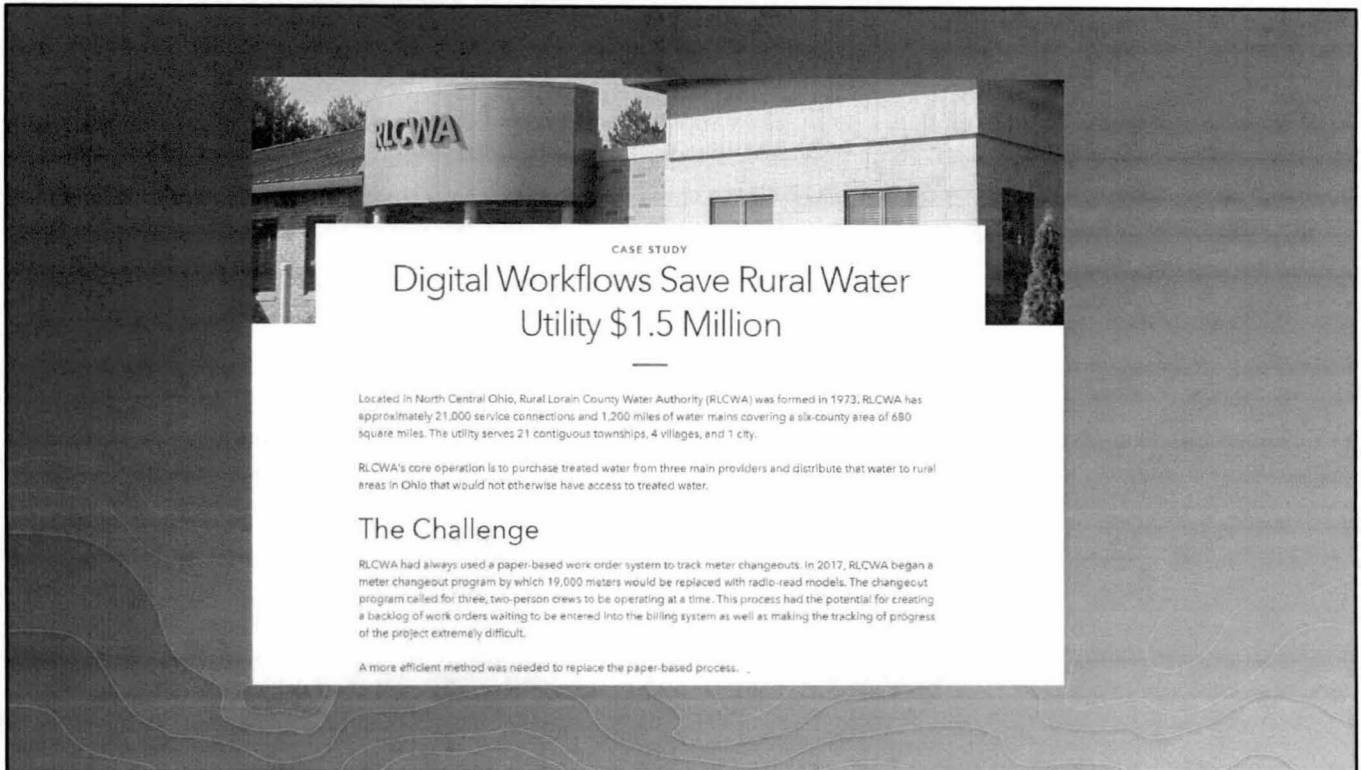 RLCWA
CASE STUDY
Digital Workflows Save Rural Water
Utility $1.5 Million
Located in North Central Ohio, Rural Lorain County Water Authority (RLCWA) was formed in 1973. RLCWA has
approximately 21,000 service connections and 1,200 miles of water mains covering a six-county area of 680
square miles. The utility serves 21 contiguous townships, 4 villages, and 1 city.
RLCWA's core operation is to purchase treated water from three main providers and distribute that water to rural
areas in Ohio that would not otherwise have access to treated water.
The Challenge
RLCWA had always used a paper-based work order system to track meter changeouts. In 2017, RLCWA began a
meter changeout program by which 19,000 meters would be replaced with radio-read models. The changeout
program called for three, two-person crews to be operating at a time. This process had the potential for creating
a backlog of work orders waiting to be entered into the billing system as well as making the tracking of progress
of the project extremely difficult.
A more efficient method was needed to replace the paper-based process.